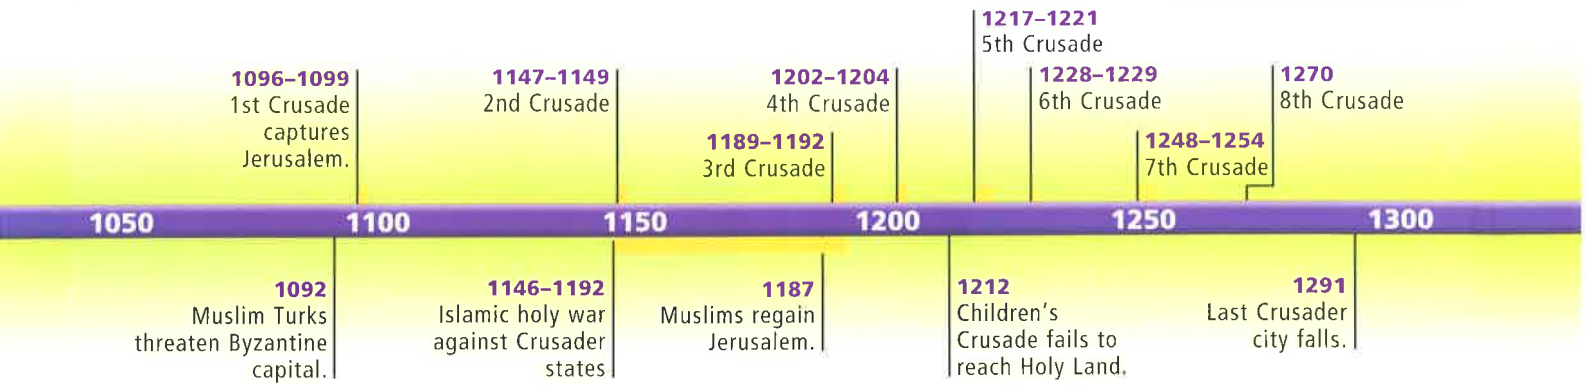 1217–1221
5th Crusade
1096–1099
1st Crusade
captures
Jerusalem.
1147–1149
2nd Crusade
1202–1204
4th Crusade
1189–1192
3rd Crusade
1228–1229
6th Crusade
1248–1254
7th Crusade
1270
8th Crusade
1050 1100 1150 1200 1250 1300
1092
Muslim Turks
threaten Byzantine
capital.
1146–1192
Islamic holy war
against Crusader
states
1187
Muslims regain
Jerusalem.
1212
Children's
Crusade fails to
reach Holy Land.
1291
Last Crusader
city falls.